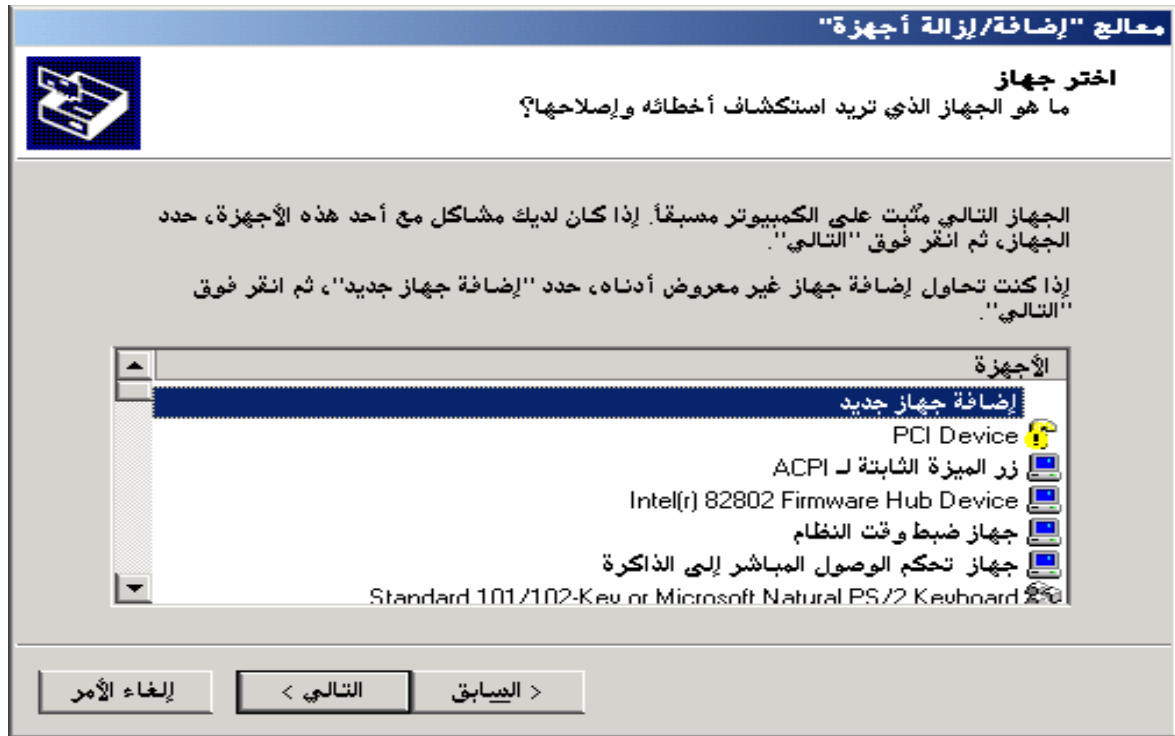 معالج "إضافة/إزالة أجهزة"
اختر جهاز
ما هو الجهاز الذي تريد استكشاف أخطائه وإصلاحها؟
الجهاز التالي مثبت على الكمبيوتر مسبقاً. إذا كان لديك مشاكل مع أحد هذه الأجهزة، حدد
الجهاز، ثم انقر فوق "التالي".
إذا كنت تحاول إضافة جهاز غير معروض أدناه، حدد "إضافة جهاز جديد"، ثم انقر فوق
"التالي".
الأجهزة
إضافة جهاز جديد
PCI Device
زر الميزة الثابتة لـ ACPI
Intel(r) 82802 Firmware Hub Device
جهاز ضبط وقت النظام
جهاز تحكم الوصول المباشر إلى الذاكرة
Standard 101/102-Key or Microsoft Natural PS/2 Keyboard
< السابق
التالي >
إلغاء الأمر